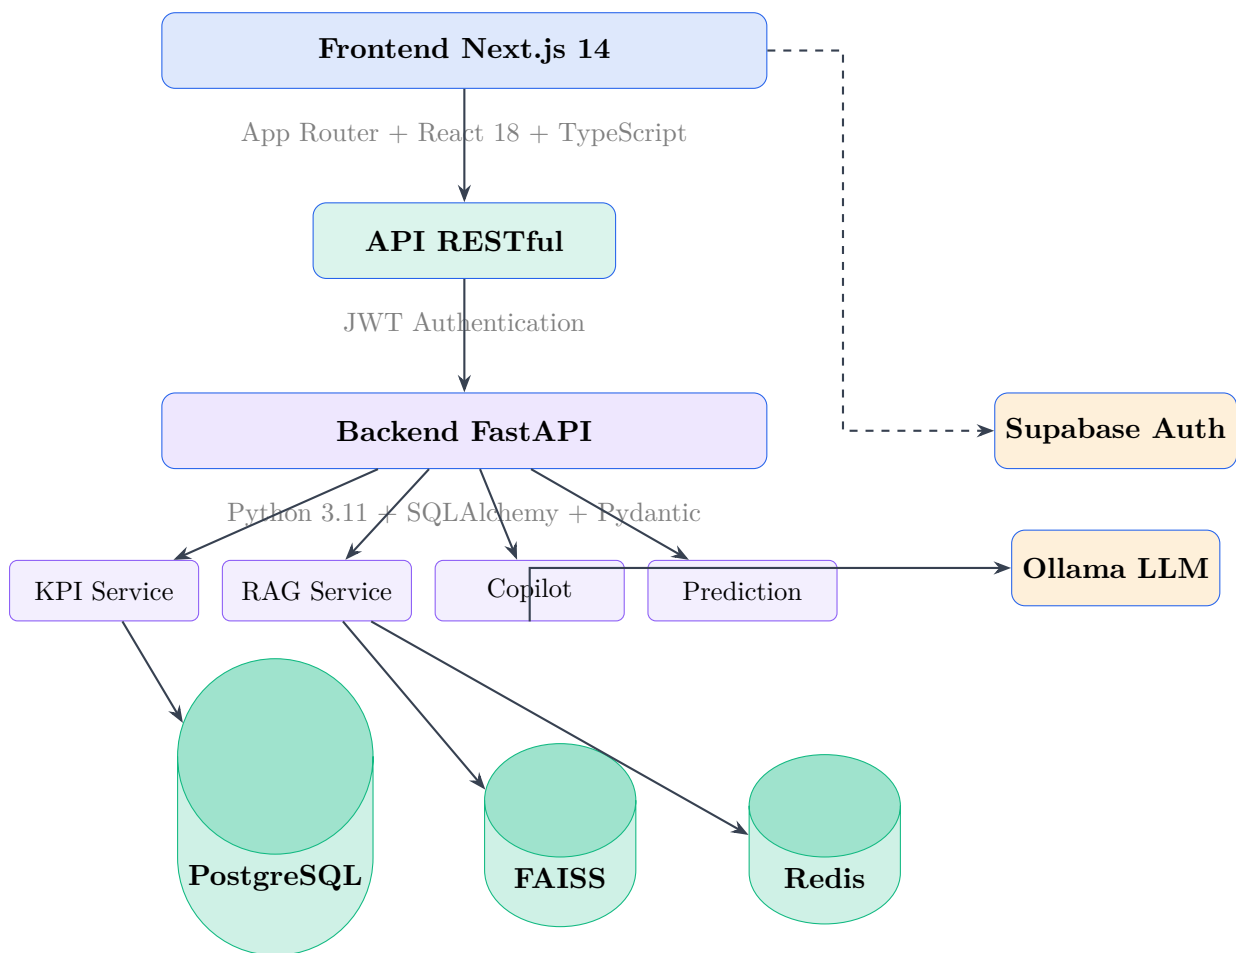 Frontend Next.js 14
App Router + React 18 + TypeScript
API RESTful
JWT Authentication
Backend FastAPI
Supabase Auth
Python 3.11 + SQLAlchemy + Pydantic
Ollama LLM
KPI Service
RAG Service
Copilot
Prediction
PostgreSQL
FAISS
Redis